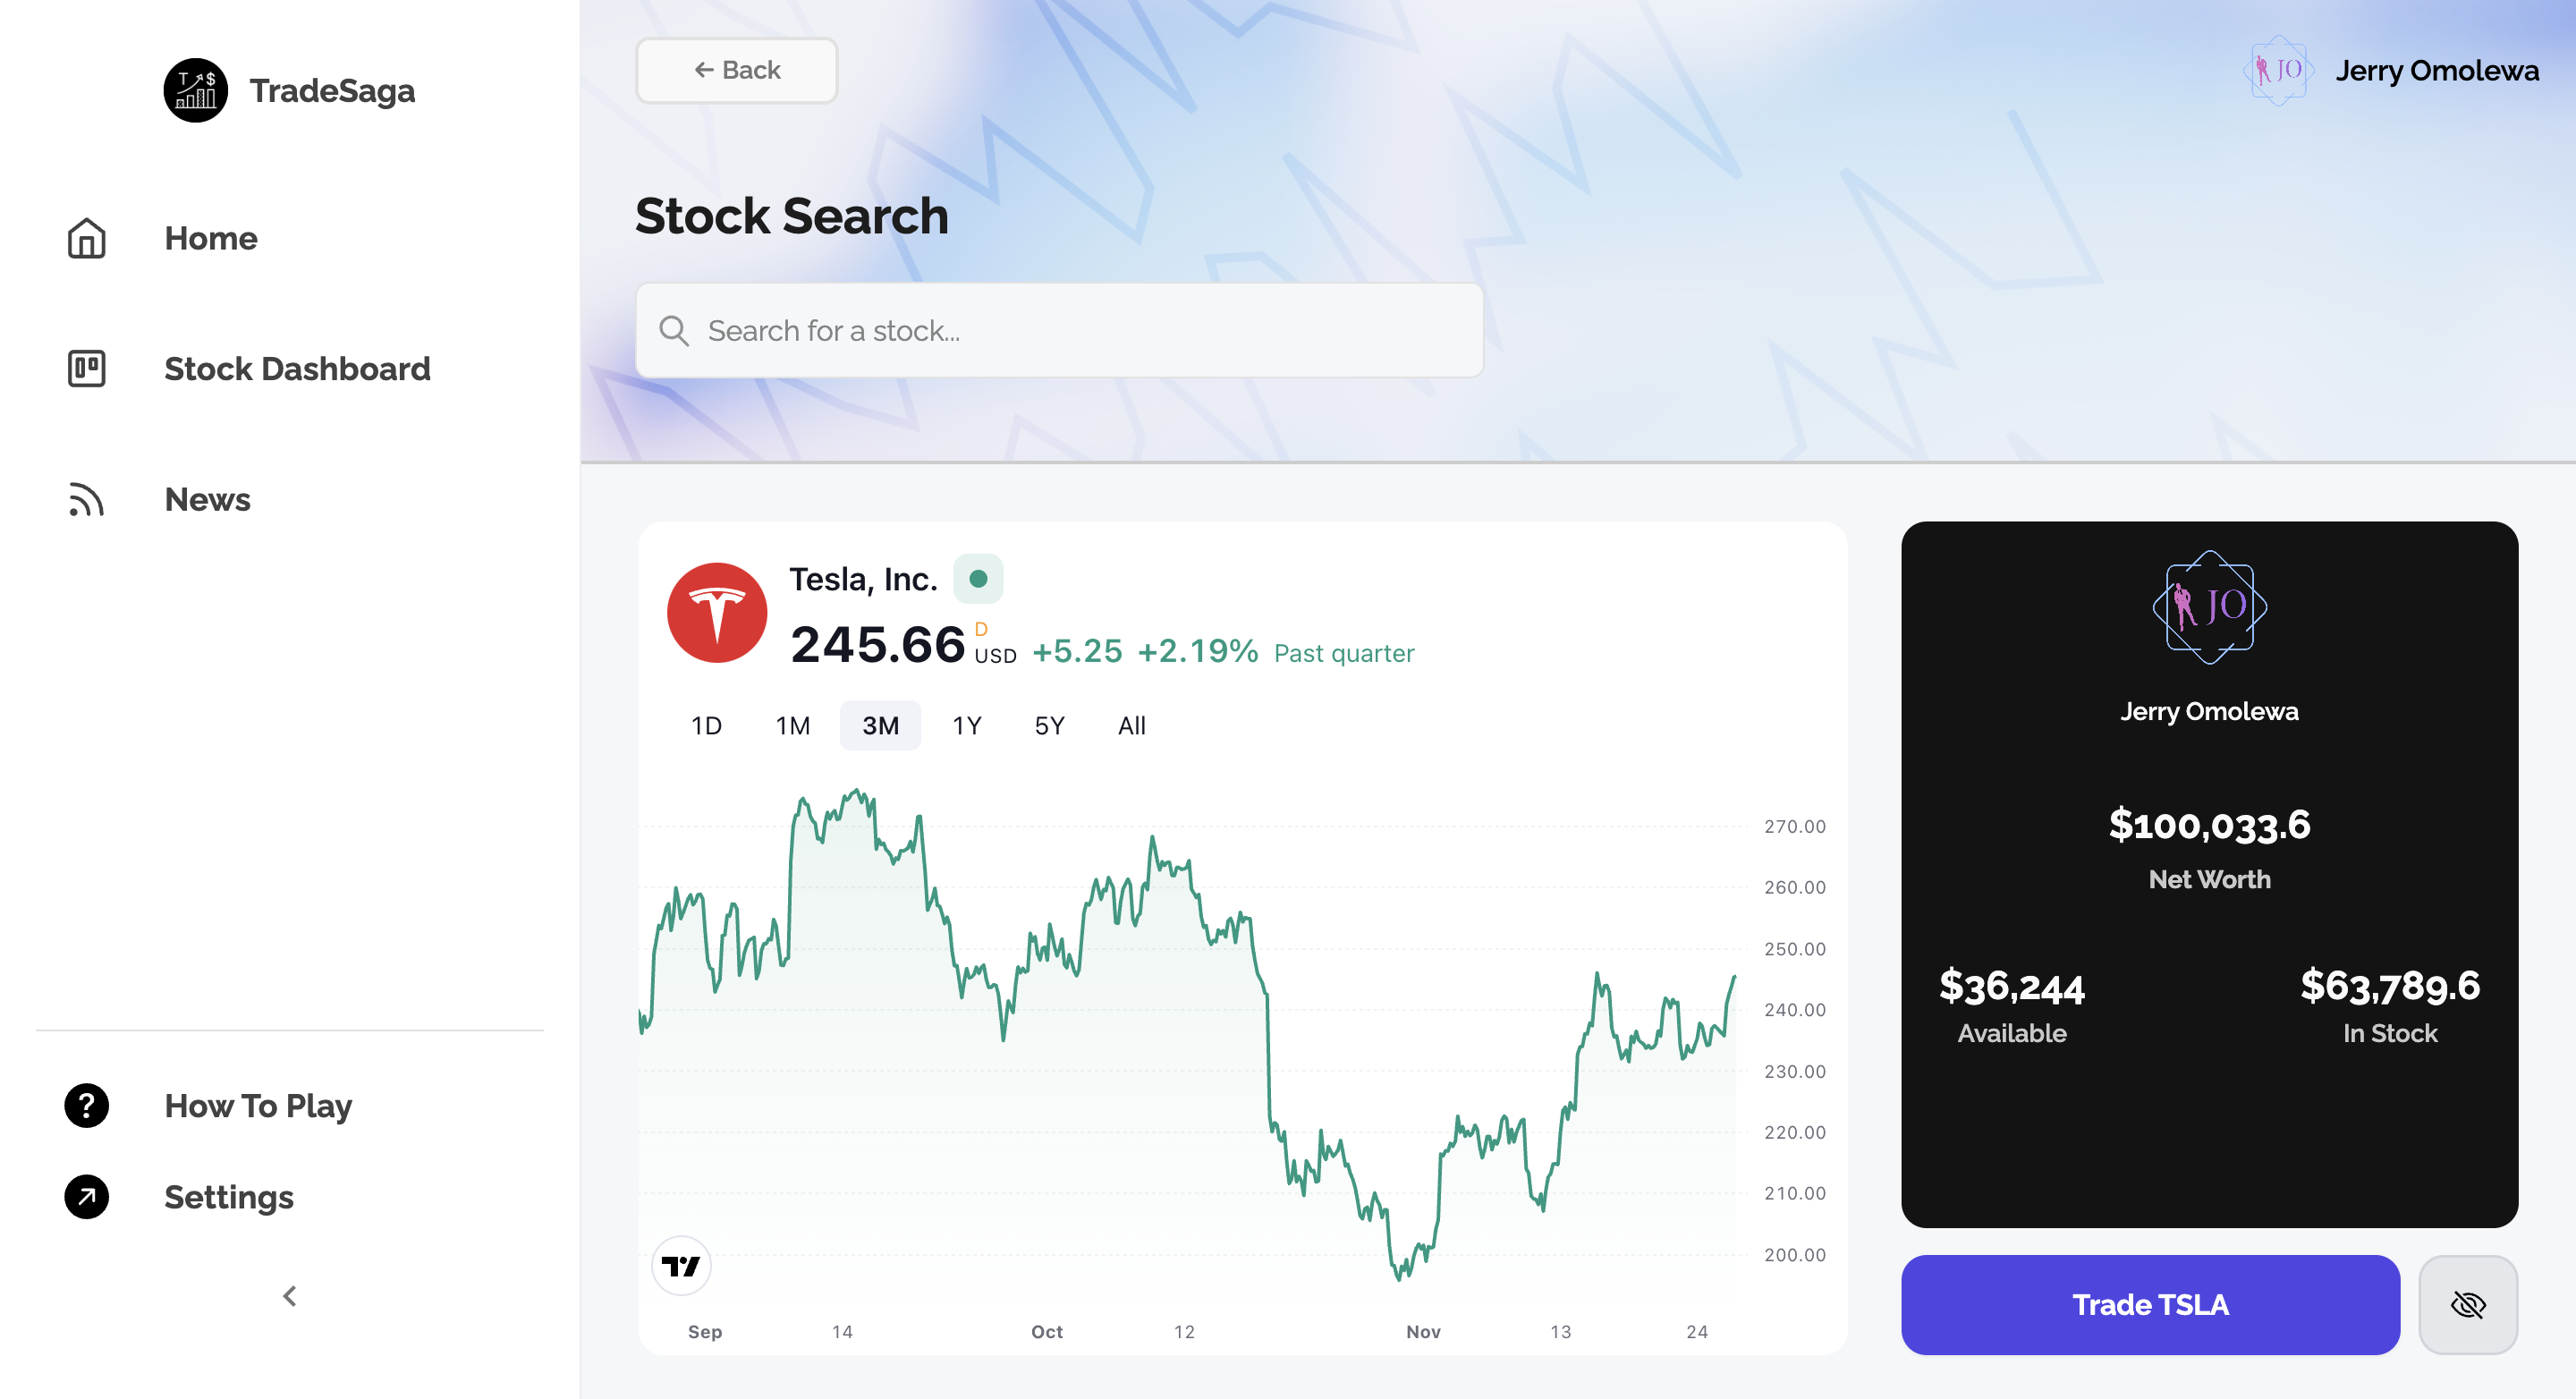 TradeSaga
Home
Stock Dashboard
News
How To Play
Settings
← Back
JO
Jerry Omolewa
Stock Search
Search for a stock...
Tesla, Inc.
245.66 D USD +5.25 +2.19% Past quarter
1D 1M 3M 1Y 5Y All
270.00
260.00
250.00
240.00
230.00
220.00
210.00
200.00
Sep 14 Oct 12 Nov 13 24
JO
Jerry Omolewa
$100,033.6
Net Worth
$36,244
Available
$63,789.6
In Stock
Trade TSLA